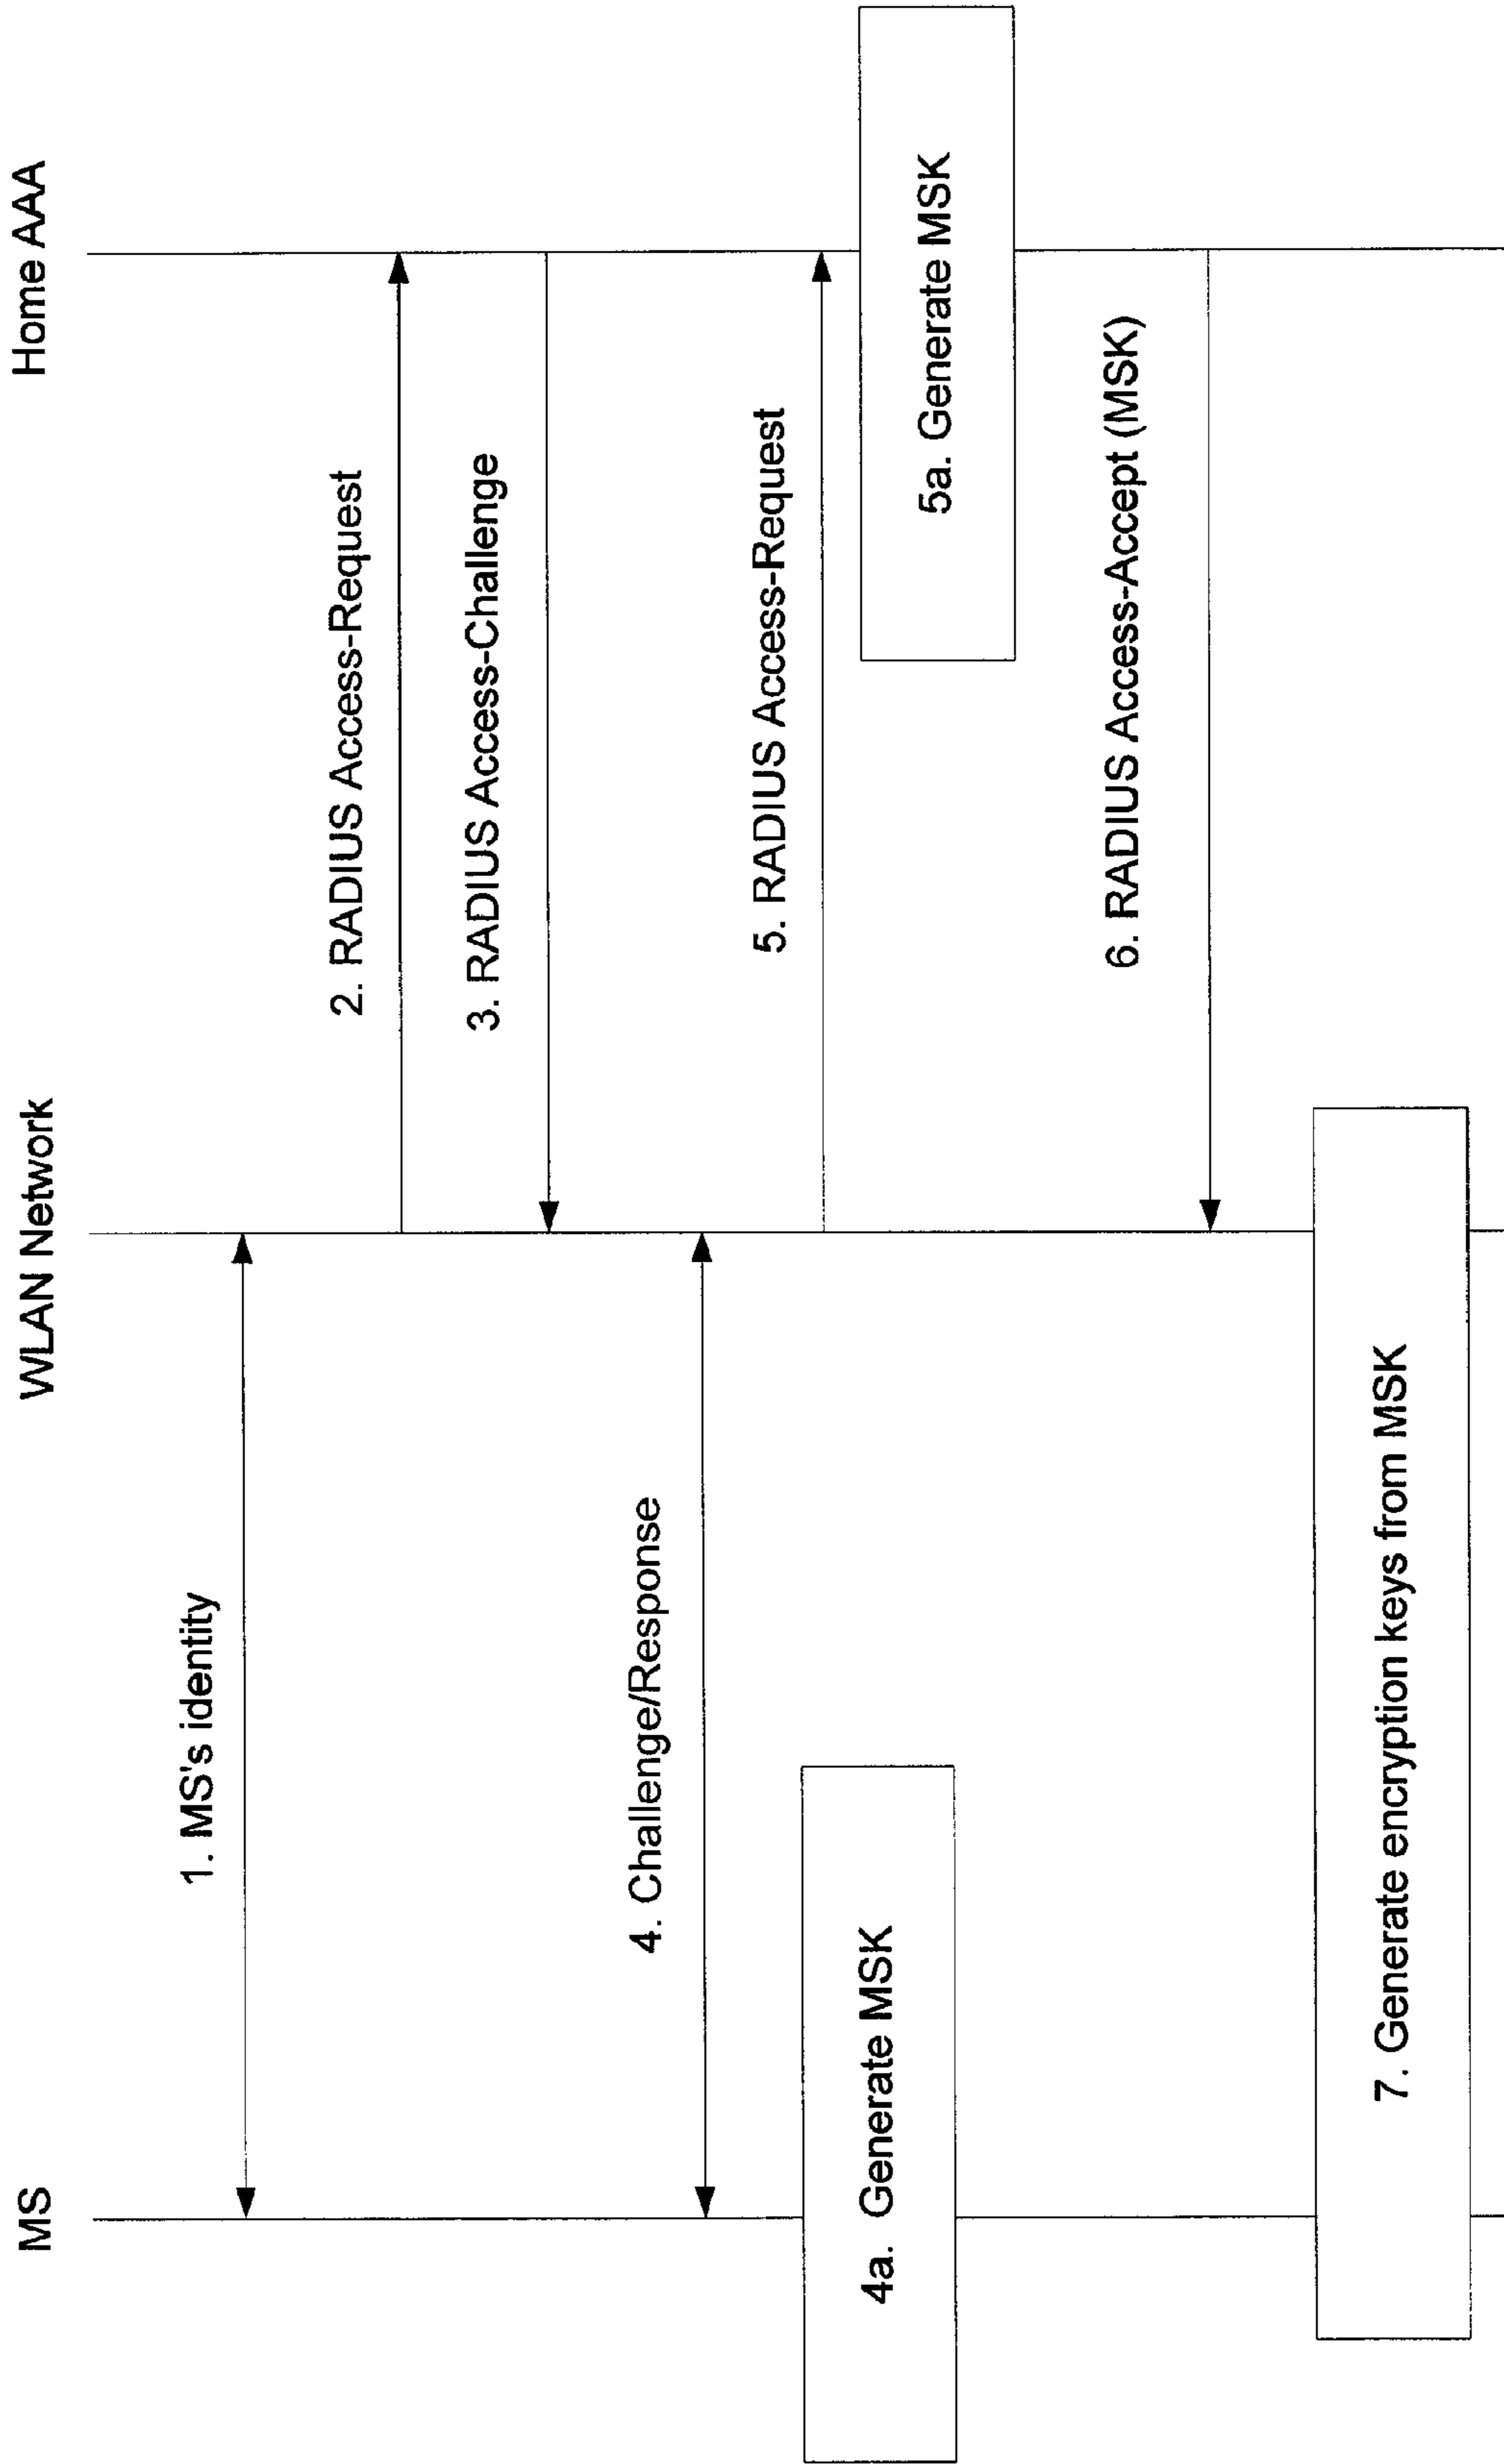 MS
WLAN Network
Home AAA
1. MS's identity
2. RADIUS Access-Request
3. RADIUS Access-Challenge
4. Challenge/Response
4a. Generate MSK
5. RADIUS Access-Request
5a. Generate MSK
6. RADIUS Access-Accept (MSK)
7. Generate encryption keys from MSK